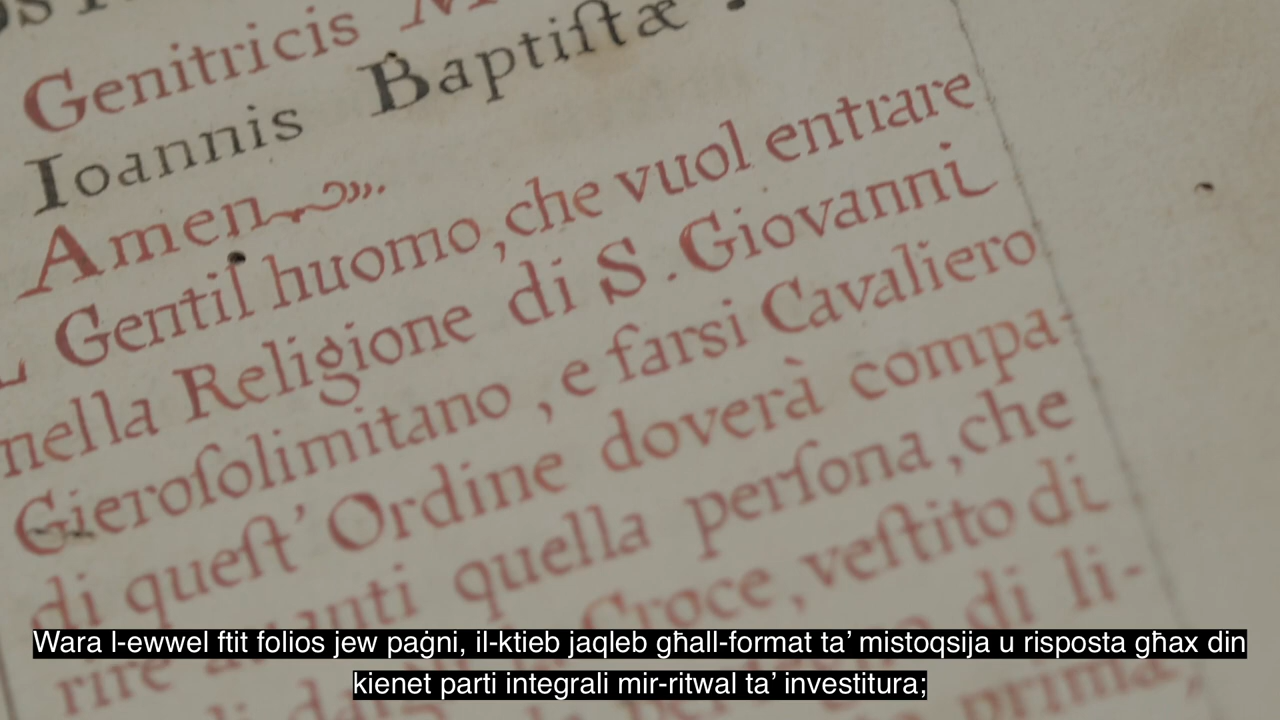 Genitricis
Ioannis Baptiſtæ.
Amen
Gentil huomo, che vuol entrare
nella Religione di S. Giovanni
Gieroſolimitano, e farsi Cavaliero
di queſt' Ordine doverà compa-
rire avanti quella perſona, che
Croce, veſtito di
di li-
prima,
Wara l-ewwel ftit folios jew paġni, il-ktieb jaqleb għall-format ta’ mistoqsija u risposta għax din
kienet parti integrali mir-ritwal ta’ investitura;